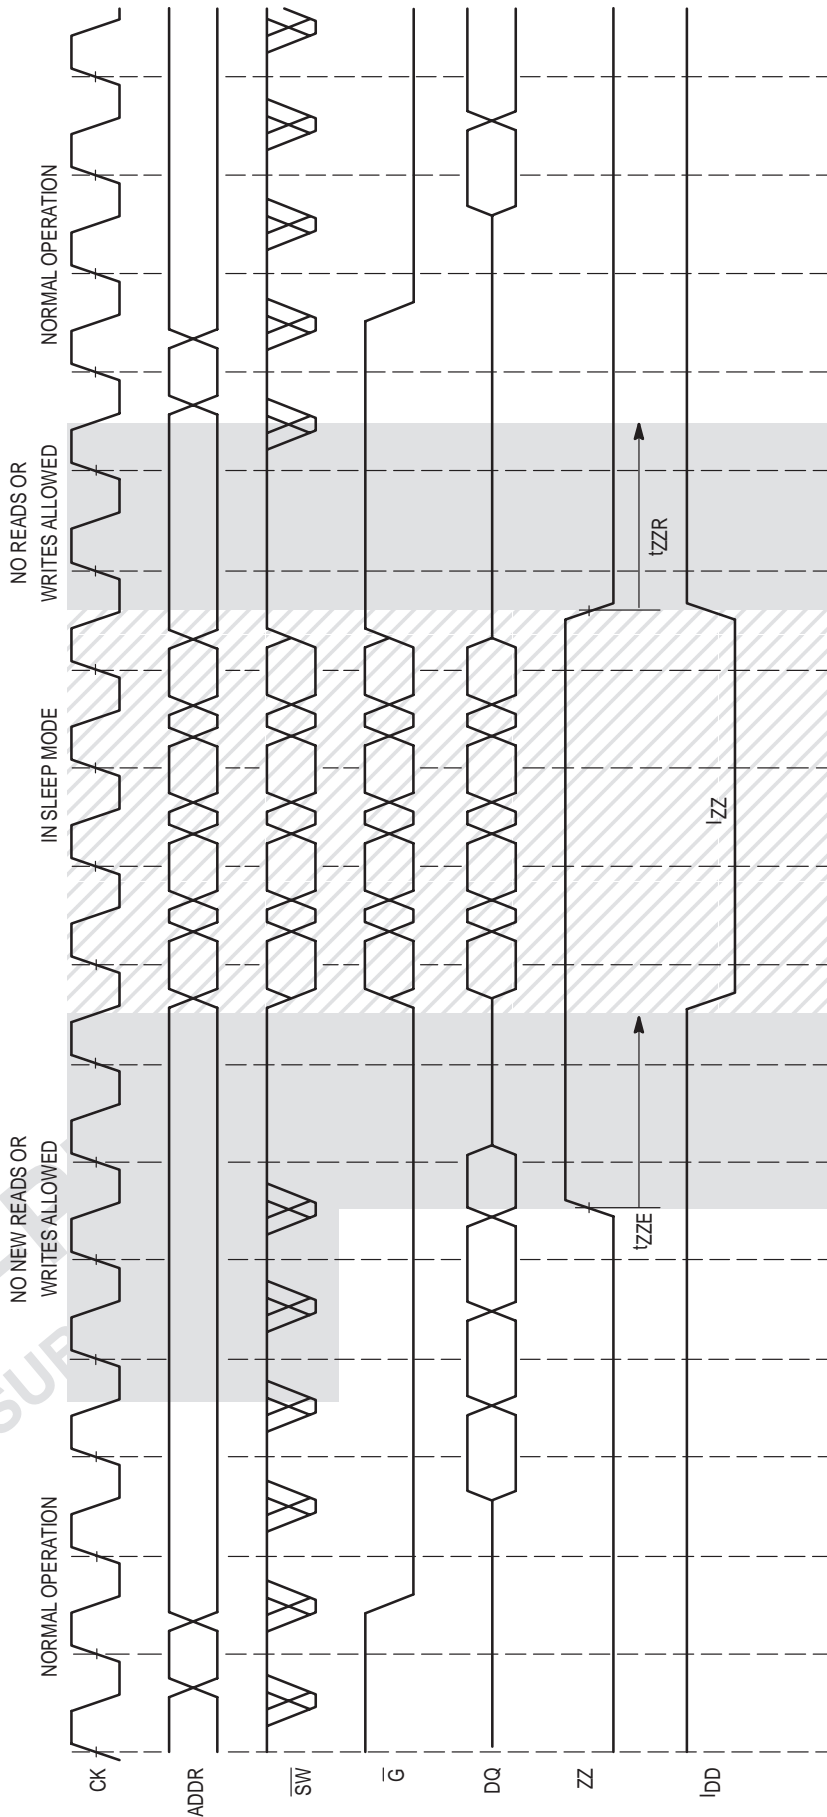 NORMAL OPERATION
NO NEW READS OR
WRITES ALLOWED
IN SLEEP MODE
NO READS OR
WRITES ALLOWED
NORMAL OPERATION
CK
ADDR
SW
G
DQ
ZZ
tZZE
tZZR
IDD
IZZ